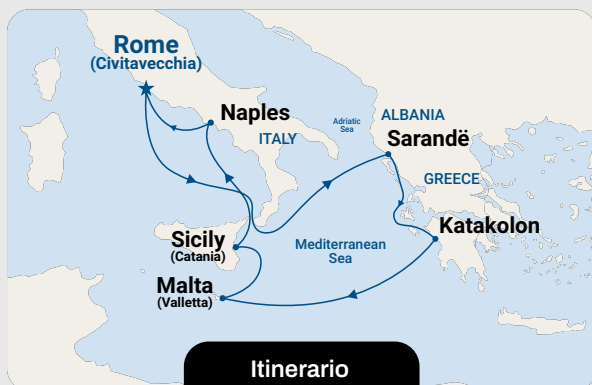 Rome
(Civitavecchia)
Naples
ITALY
Adriatic
Sea
ALBANIA
Sarandë
GREECE
Katakolon
Sicily
(Catania)
Mediterranean
Sea
Malta
(Valletta)
Itinerario